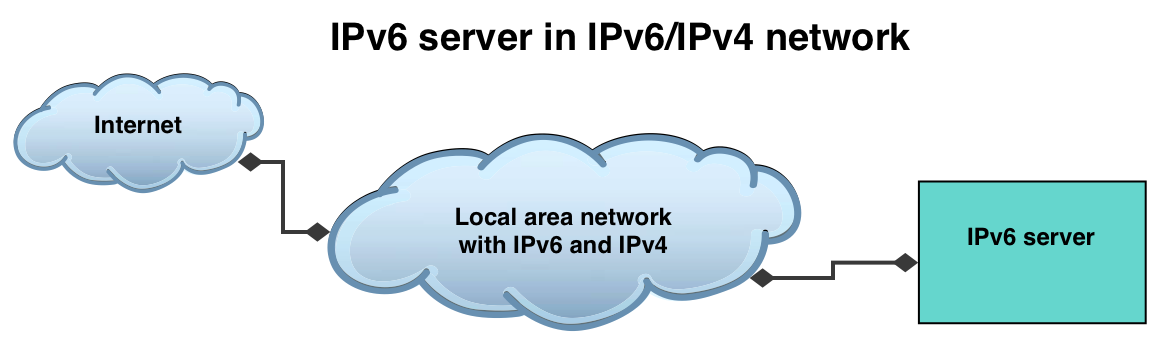 IPv6 server in IPv6/IPv4 network
Internet
Local area network
with IPv6 and IPv4
IPv6 server